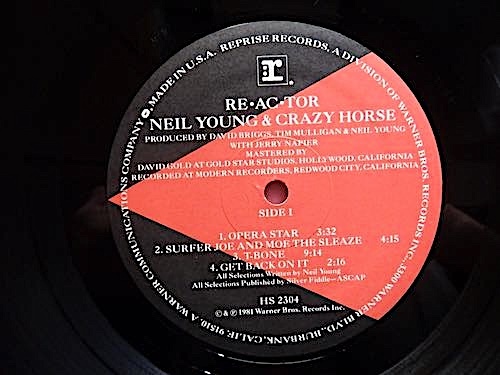 MADE IN U.S.A. REPRISE RECORDS, A DIVISION OF WARNER BROS. RECORDS INC., 3300 WARNER BLVD., BURBANK, CALIF. 91510. A WARNER COMMUNICATIONS COMPANY
r
RE•AC•TOR
NEIL YOUNG & CRAZY HORSE
PRODUCED BY DAVID BRIGGS, TIM MULLIGAN & NEIL YOUNG
WITH JERRY NAPIER
MASTERED BY
DAVID GOLD AT GOLD STAR STUDIOS, HOLLYWOOD, CALIFORNIA
RECORDED AT MODERN RECORDERS, REDWOOD CITY, CALIFORNIA
SIDE 1
1. OPERA STAR 3:32
2. SURFER JOE AND MOE THE SLEAZE 4:15
3. T-BONE 9:14
4. GET BACK ON IT 2:16
All Selections Written by Neil Young
All Selections Published by Silver Fiddle—ASCAP
HS 2304
© & ℗ 1981 Warner Bros. Records Inc.